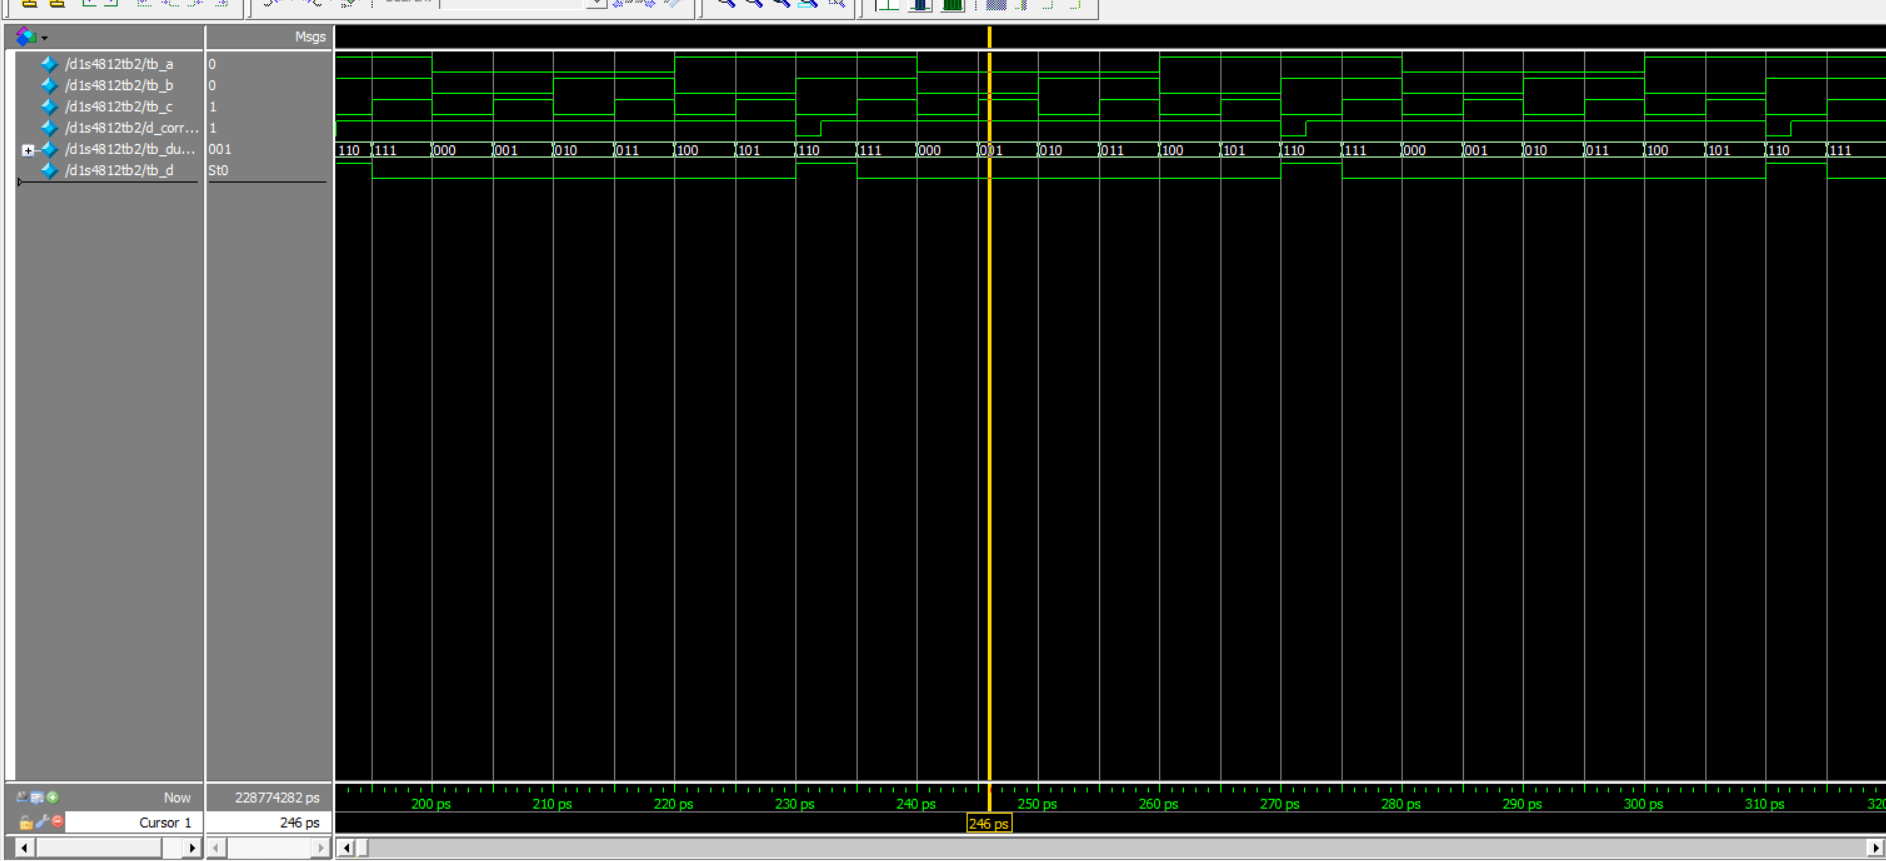 Msgs
/d1s4812tb2/tb_a 0
/d1s4812tb2/tb_b 0
/d1s4812tb2/tb_c 1
/d1s4812tb2/d_corr... 1
/d1s4812tb2/tb_du... 001 110 111 000 001 010 011 100 101 110 111 000 001 010 011 100 101 110 111 000 001 010 011 100 101 110 111
/d1s4812tb2/tb_d St0
Now 228774282 ps 200 ps 210 ps 220 ps 230 ps 240 ps 250 ps 260 ps 270 ps 280 ps 290 ps 300 ps 310 ps 320
Cursor 1 246 ps 246 ps